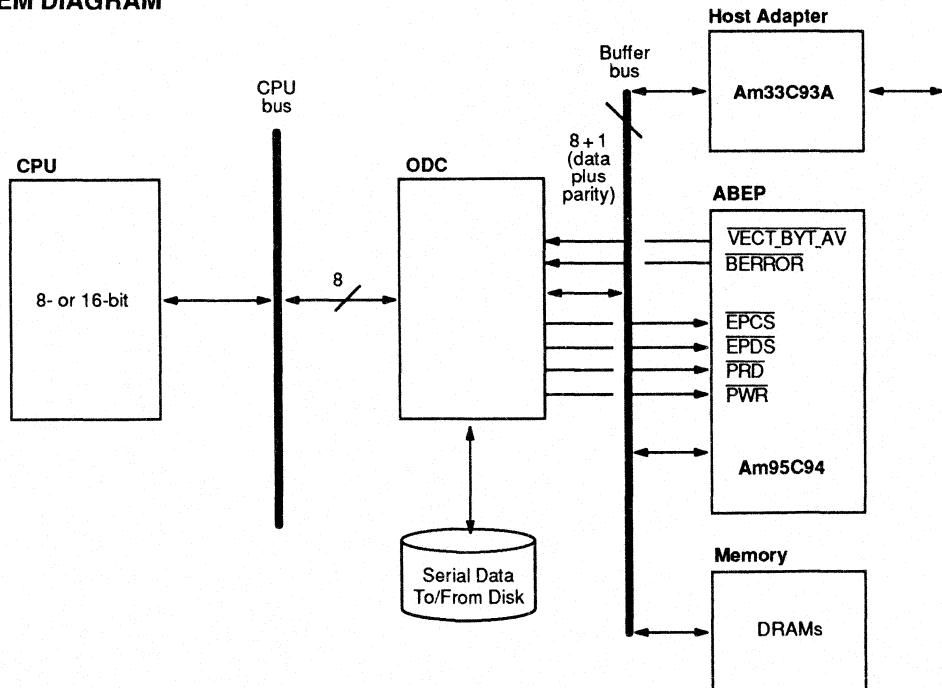 EM DIAGRAM
Host Adapter
Buffer
bus
Am33C93A
CPU
bus
8 + 1
(data
plus
parity)
CPU
ODC
ABEP
VECT_BYT_AV
BERROR
8
8- or 16-bit
EPCS
EPDS
PRD
PWR
Am95C94
Memory
Serial Data
To/From Disk
DRAMs